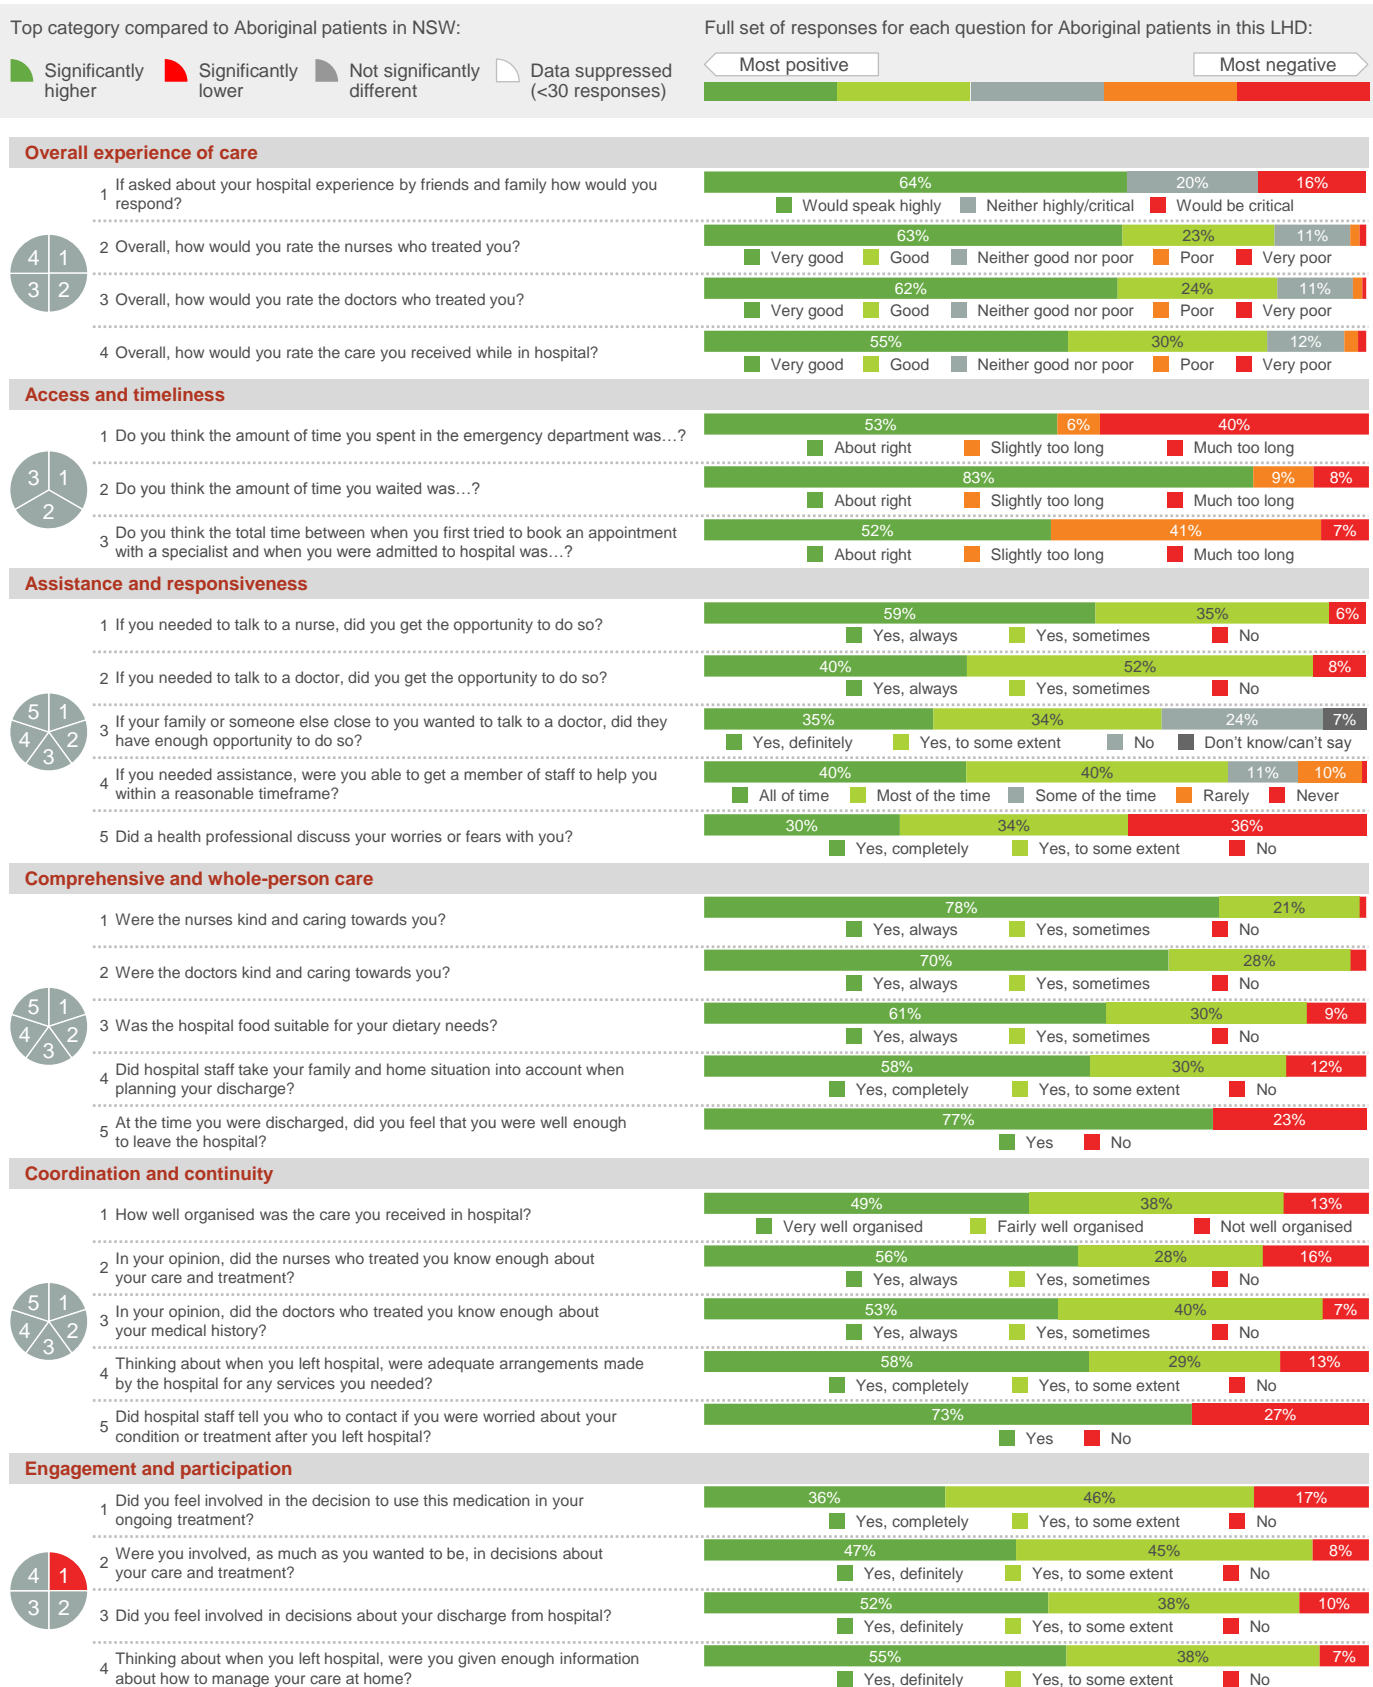 Top category compared to Aboriginal patients in NSW:
Full set of responses for each question for Aboriginal patients in this LHD:
Significantly higher
Significantly lower
Not significantly different
Data suppressed (<30 responses)
Most positive
Most negative
Overall experience of care
4 1
3 2
1 If asked about your hospital experience by friends and family how would you
respond?
64% 20% 16%
Would speak highly Neither highly/critical Would be critical
2 Overall, how would you rate the nurses who treated you?
63% 23% 11%
Very good Good Neither good nor poor Poor Very poor
3 Overall, how would you rate the doctors who treated you?
62% 24% 11%
Very good Good Neither good nor poor Poor Very poor
4 Overall, how would you rate the care you received while in hospital?
55% 30% 12%
Very good Good Neither good nor poor Poor Very poor
Access and timeliness
3 1
2
1 Do you think the amount of time you spent in the emergency department was…?
53% 6% 40%
About right Slightly too long Much too long
2 Do you think the amount of time you waited was…?
83% 9% 8%
About right Slightly too long Much too long
3 Do you think the total time between when you first tried to book an appointment
with a specialist and when you were admitted to hospital was…?
52% 41% 7%
About right Slightly too long Much too long
Assistance and responsiveness
5 1
4 2
3
1 If you needed to talk to a nurse, did you get the opportunity to do so?
59% 35% 6%
Yes, always Yes, sometimes No
2 If you needed to talk to a doctor, did you get the opportunity to do so?
40% 52% 8%
Yes, always Yes, sometimes No
3 If your family or someone else close to you wanted to talk to a doctor, did they
have enough opportunity to do so?
35% 34% 24% 7%
Yes, definitely Yes, to some extent No Don't know/can't say
4 If you needed assistance, were you able to get a member of staff to help you
within a reasonable timeframe?
40% 40% 11% 10%
All of time Most of the time Some of the time Rarely Never
5 Did a health professional discuss your worries or fears with you?
30% 34% 36%
Yes, completely Yes, to some extent No
Comprehensive and whole-person care
5 1
4 2
3
1 Were the nurses kind and caring towards you?
78% 21%
Yes, always Yes, sometimes No
2 Were the doctors kind and caring towards you?
70% 28%
Yes, always Yes, sometimes No
3 Was the hospital food suitable for your dietary needs?
61% 30% 9%
Yes, always Yes, sometimes No
4 Did hospital staff take your family and home situation into account when
planning your discharge?
58% 30% 12%
Yes, completely Yes, to some extent No
5 At the time you were discharged, did you feel that you were well enough
to leave the hospital?
77% 23%
Yes No
Coordination and continuity
5 1
4 2
3
1 How well organised was the care you received in hospital?
49% 38% 13%
Very well organised Fairly well organised Not well organised
2 In your opinion, did the nurses who treated you know enough about
your care and treatment?
56% 28% 16%
Yes, always Yes, sometimes No
3 In your opinion, did the doctors who treated you know enough about
your medical history?
53% 40% 7%
Yes, always Yes, sometimes No
4 Thinking about when you left hospital, were adequate arrangements made
by the hospital for any services you needed?
58% 29% 13%
Yes, completely Yes, to some extent No
5 Did hospital staff tell you who to contact if you were worried about your
condition or treatment after you left hospital?
73% 27%
Yes No
Engagement and participation
4 1
3 2
1 Did you feel involved in the decision to use this medication in your
ongoing treatment?
36% 46% 17%
Yes, completely Yes, to some extent No
2 Were you involved, as much as you wanted to be, in decisions about
your care and treatment?
47% 45% 8%
Yes, definitely Yes, to some extent No
3 Did you feel involved in decisions about your discharge from hospital?
52% 38% 10%
Yes, definitely Yes, to some extent No
4 Thinking about when you left hospital, were you given enough information
about how to manage your care at home?
55% 38% 7%
Yes, definitely Yes, to some extent No